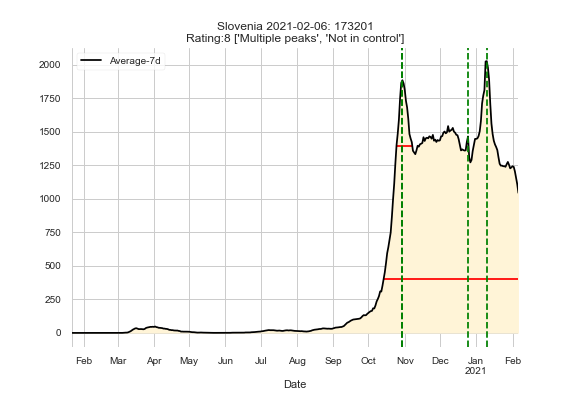 Slovenia 2021-02-06: 173201
Rating:8 ['Multiple peaks', 'Not in control']
Average-7d
2000
1750
1500
1250
1000
750
500
250
0
Feb Mar Apr May Jun Jul Aug Sep Oct Nov Dec Jan Feb
2021
Date